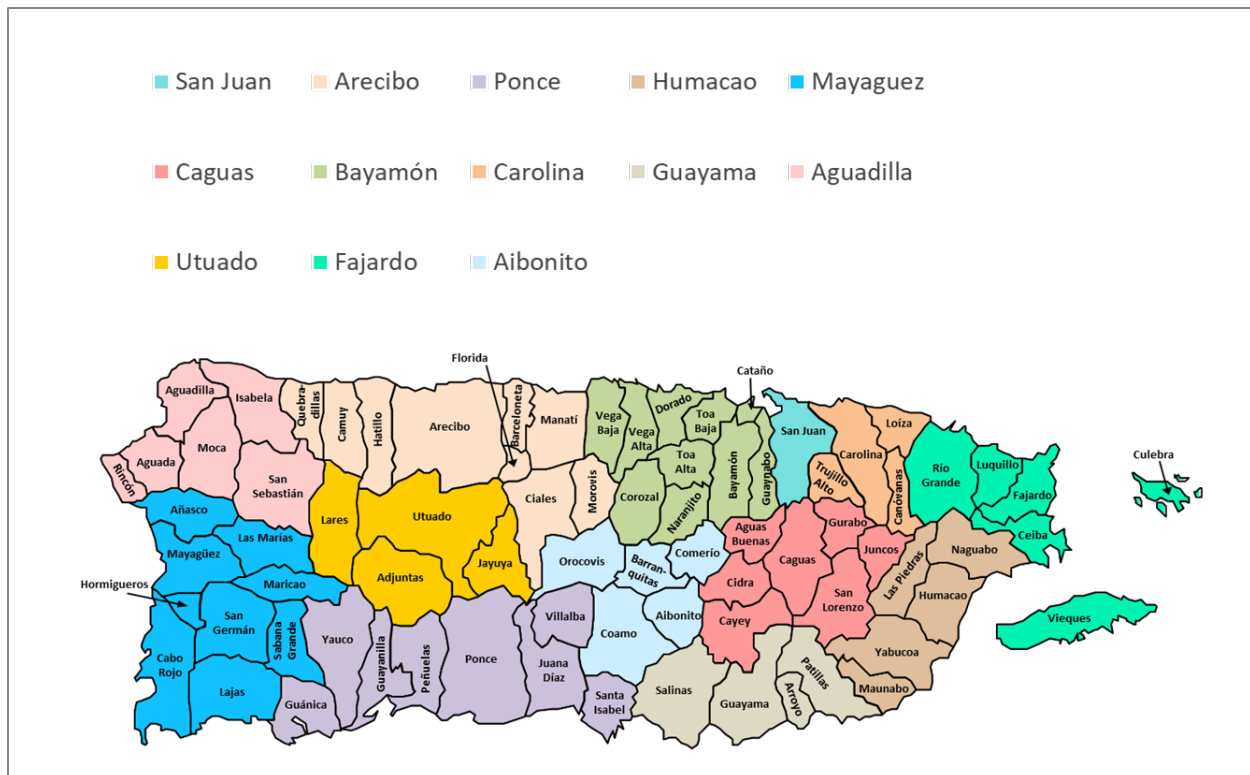 San Juan
Arecibo
Ponce
Humacao
Mayaguez
Caguas
Bayamón
Carolina
Guayama
Aguadilla
Utuado
Fajardo
Aibonito
Florida
Cataño
Culebra
Hormigueros
Aguadilla
Isabela
Quebra-
dillas
Camuy
Hatillo
Arecibo
Barceloneta
Manatí
Vega
Baja
Vega
Alta
Dorado
Toa
Baja
Toa
Alta
Bayamón
Guaynabo
San Juan
Carolina
Loíza
Trujillo
Alto
Canóvanas
Río
Grande
Luquillo
Fajardo
Ceiba
Rincón
Aguada
Moca
San
Sebastián
Lares
Utuado
Ciales
Morovis
Corozal
Naranjito
Añasco
Mayagüez
Las Marías
Maricao
Adjuntas
Jayuya
Orocovis
Barran-
quitas
Comerío
Aguas
Buenas
Caguas
Gurabo
Juncos
Las Piedras
Naguabo
Humacao
Cidra
San
Lorenzo
Cayey
Aibonito
Coamo
Villalba
San
Germán
Sabana
Grande
Yauco
Guayanilla
Peñuelas
Ponce
Juana
Díaz
Cabo
Rojo
Lajas
Guánica
Santa
Isabel
Salinas
Guayama
Arroyo
Patillas
Yabucoa
Maunabo
Vieques